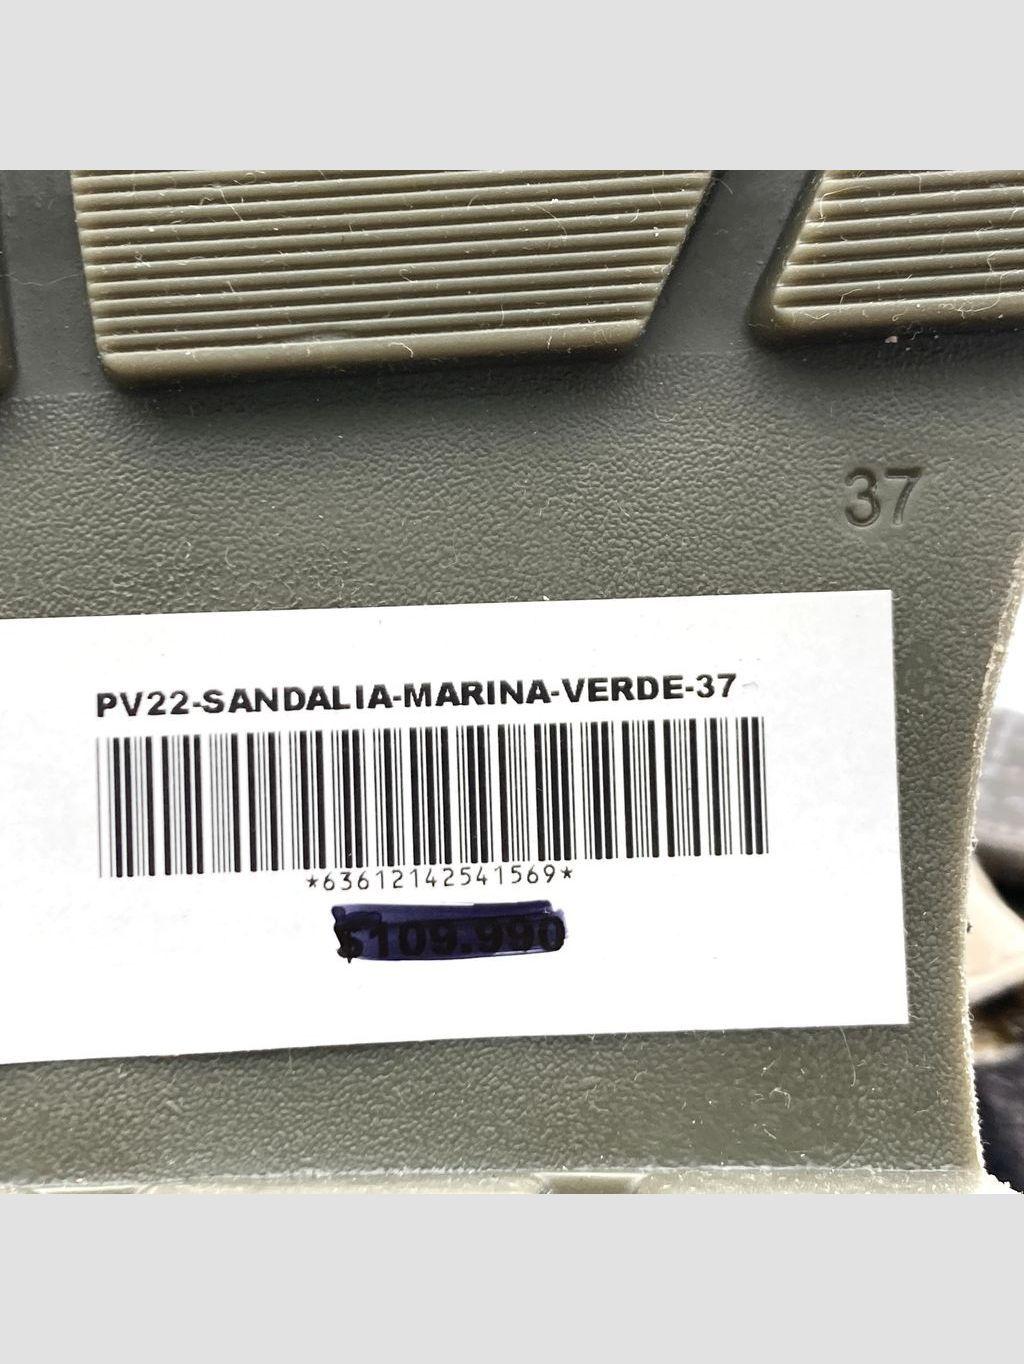 37
PV22-SANDALIA-MARINA-VERDE-37
*63612142541569*
$109.990